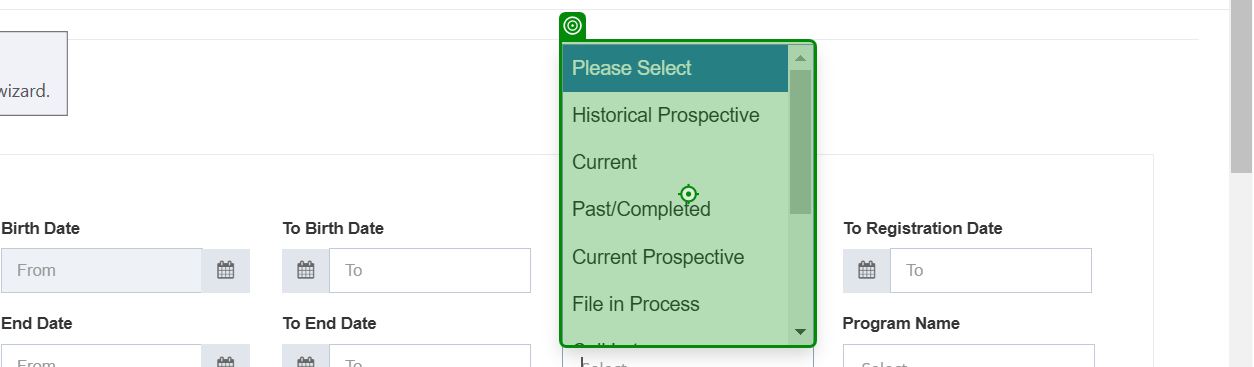 wizard.
Please Select
Historical Prospective
Current
Past/Completed
Current Prospective
File in Process
Birth Date
To Birth Date
To Registration Date
From
To
To
End Date
To End Date
Program Name
From
To
Select
Select